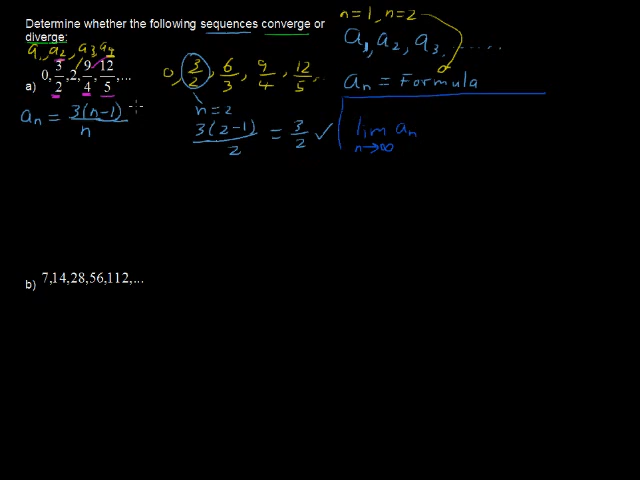 Determine whether the following sequences converge or
diverge:
n=1, n=2
a1, a2, a3, ......
a1, a2, a3, a4
a) 0, 3/2, 2, 9/4, 12/5, ...
0, 3/2, 6/3, 9/4, 12/5, ...
an = Formula
an = 3(n-1)/n
n=2
3(2-1)/2 = 3/2 ✓
lim an
n→∞
b) 7,14,28,56,112,...